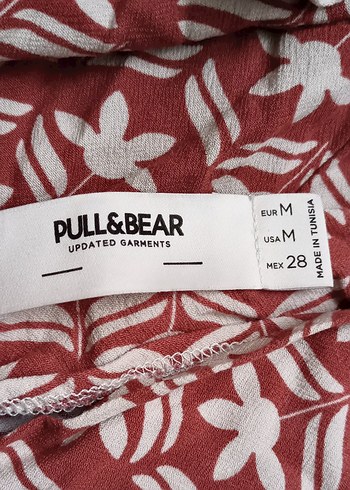 PULL&BEAR
UPDATED GARMENTS
EUR M
USA M
MEX 28
MADE IN TUNISIA